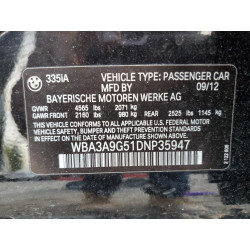 335iA
VEHICLE TYPE: PASSENGER CAR
MFD BY
09/12
BAYERISCHE MOTOREN WERKE AG
GVWR 4565 lbs 2071 kg
GAWR FRONT 2160 lbs 980 kg REAR 2525 lbs 1145 kg
THIS VEHICLE CONFORMS TO ALL APPLICABLE
FEDERAL MOTOR VEHICLE SAFETY, BUMPER,
AND THEFT PREVENTION STANDARDS IN EFFECT
ON THE DATE OF MANUFACTURE SHOWN ABOVE.
WBA3A9G51DNP35947